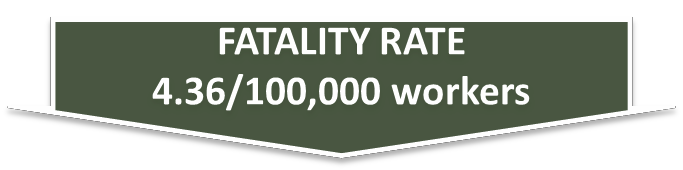 FATALITY RATE
4.36/100,000 workers